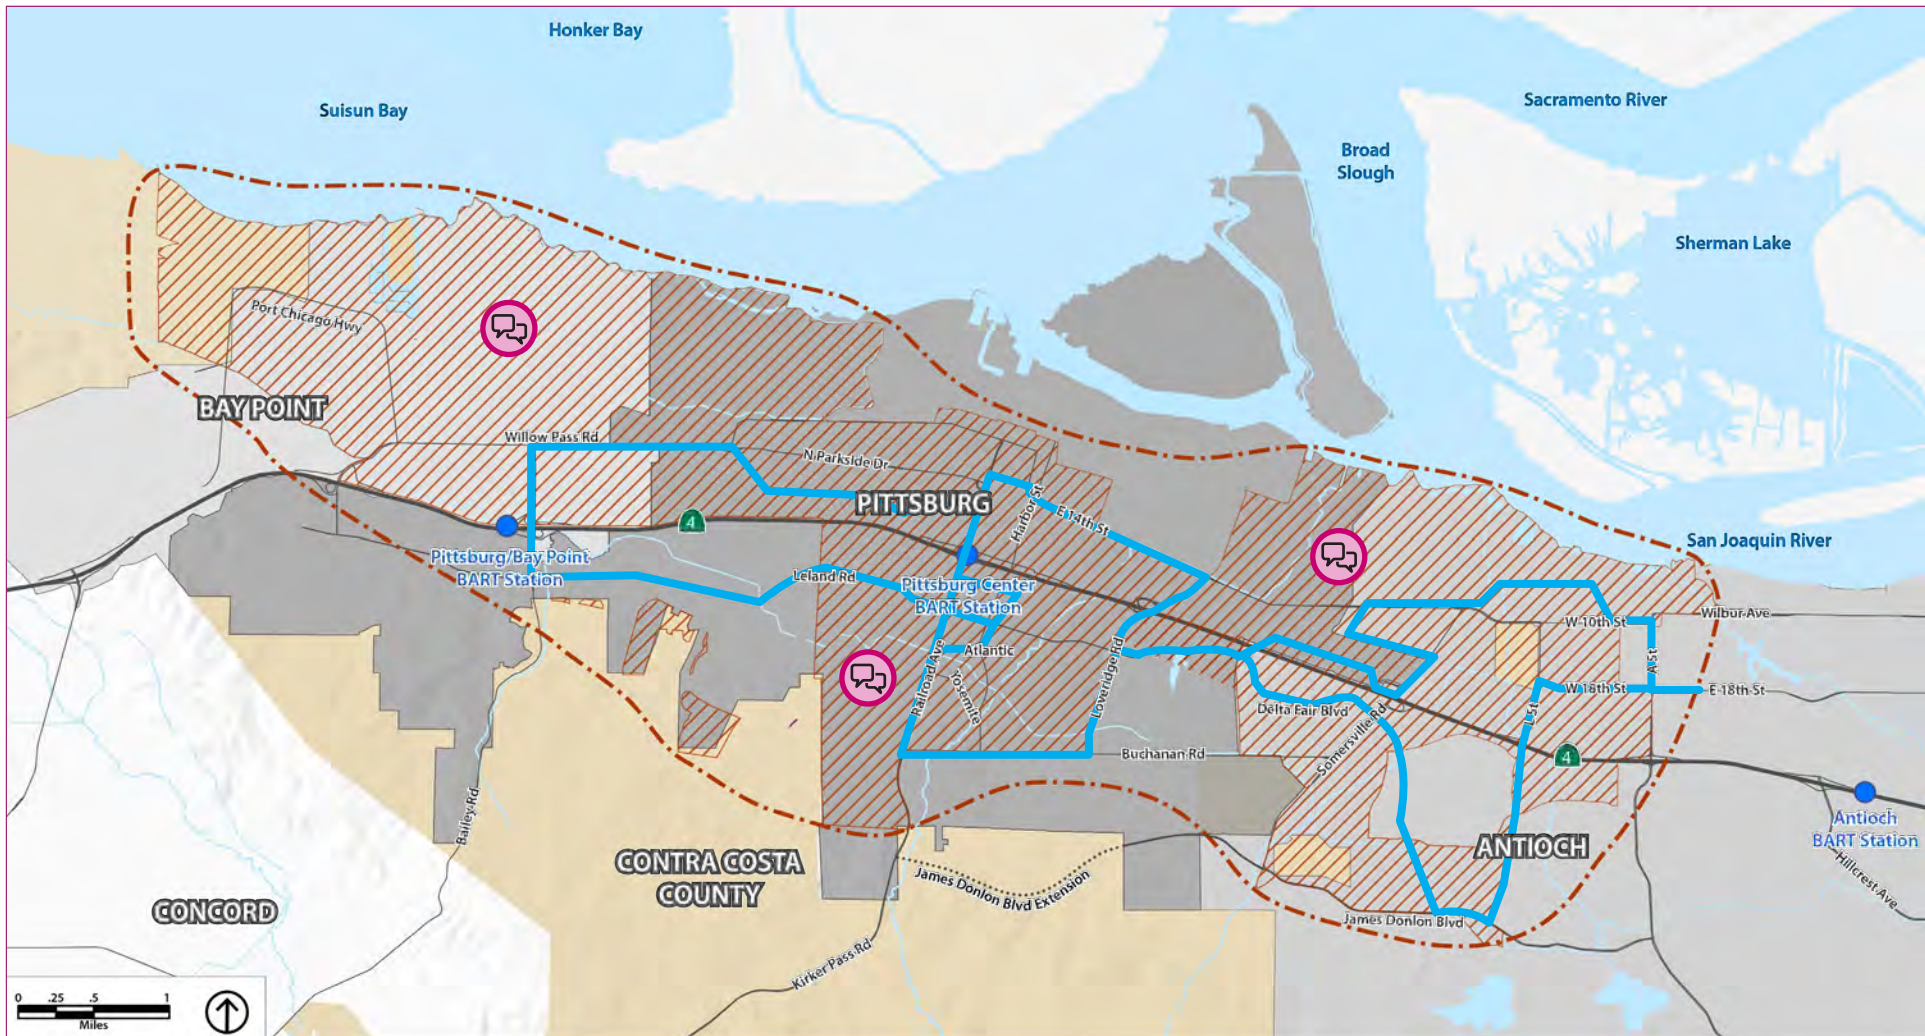 Honker Bay
Suisun Bay
Sacramento River
Broad
Slough
Sherman Lake
Port Chicago Hwy
BAY POINT
Willow Pass Rd
N Parkside Dr
PITTSBURG
Harbor St
E 14th St
4
Pittsburg/Bay Point
BART Station
Leland Rd
Pittsburg Center
BART Station
San Joaquin River
Wilbur Ave
W 10th St
A St
Atlantic
Railroad Ave
Yosemite
Loveridge Rd
W 18th St
E 18th St
L St
Delta Fair Blvd
Somersville Rd
Buchanan Rd
4
Bailey Rd
Antioch
BART Station
ANTIOCH
Hillcrest Ave
CONTRA COSTA
COUNTY
James Donlon Blvd Extension
James Donlon Blvd
CONCORD
Kirker Pass Rd
0 .25 .5 1
Miles